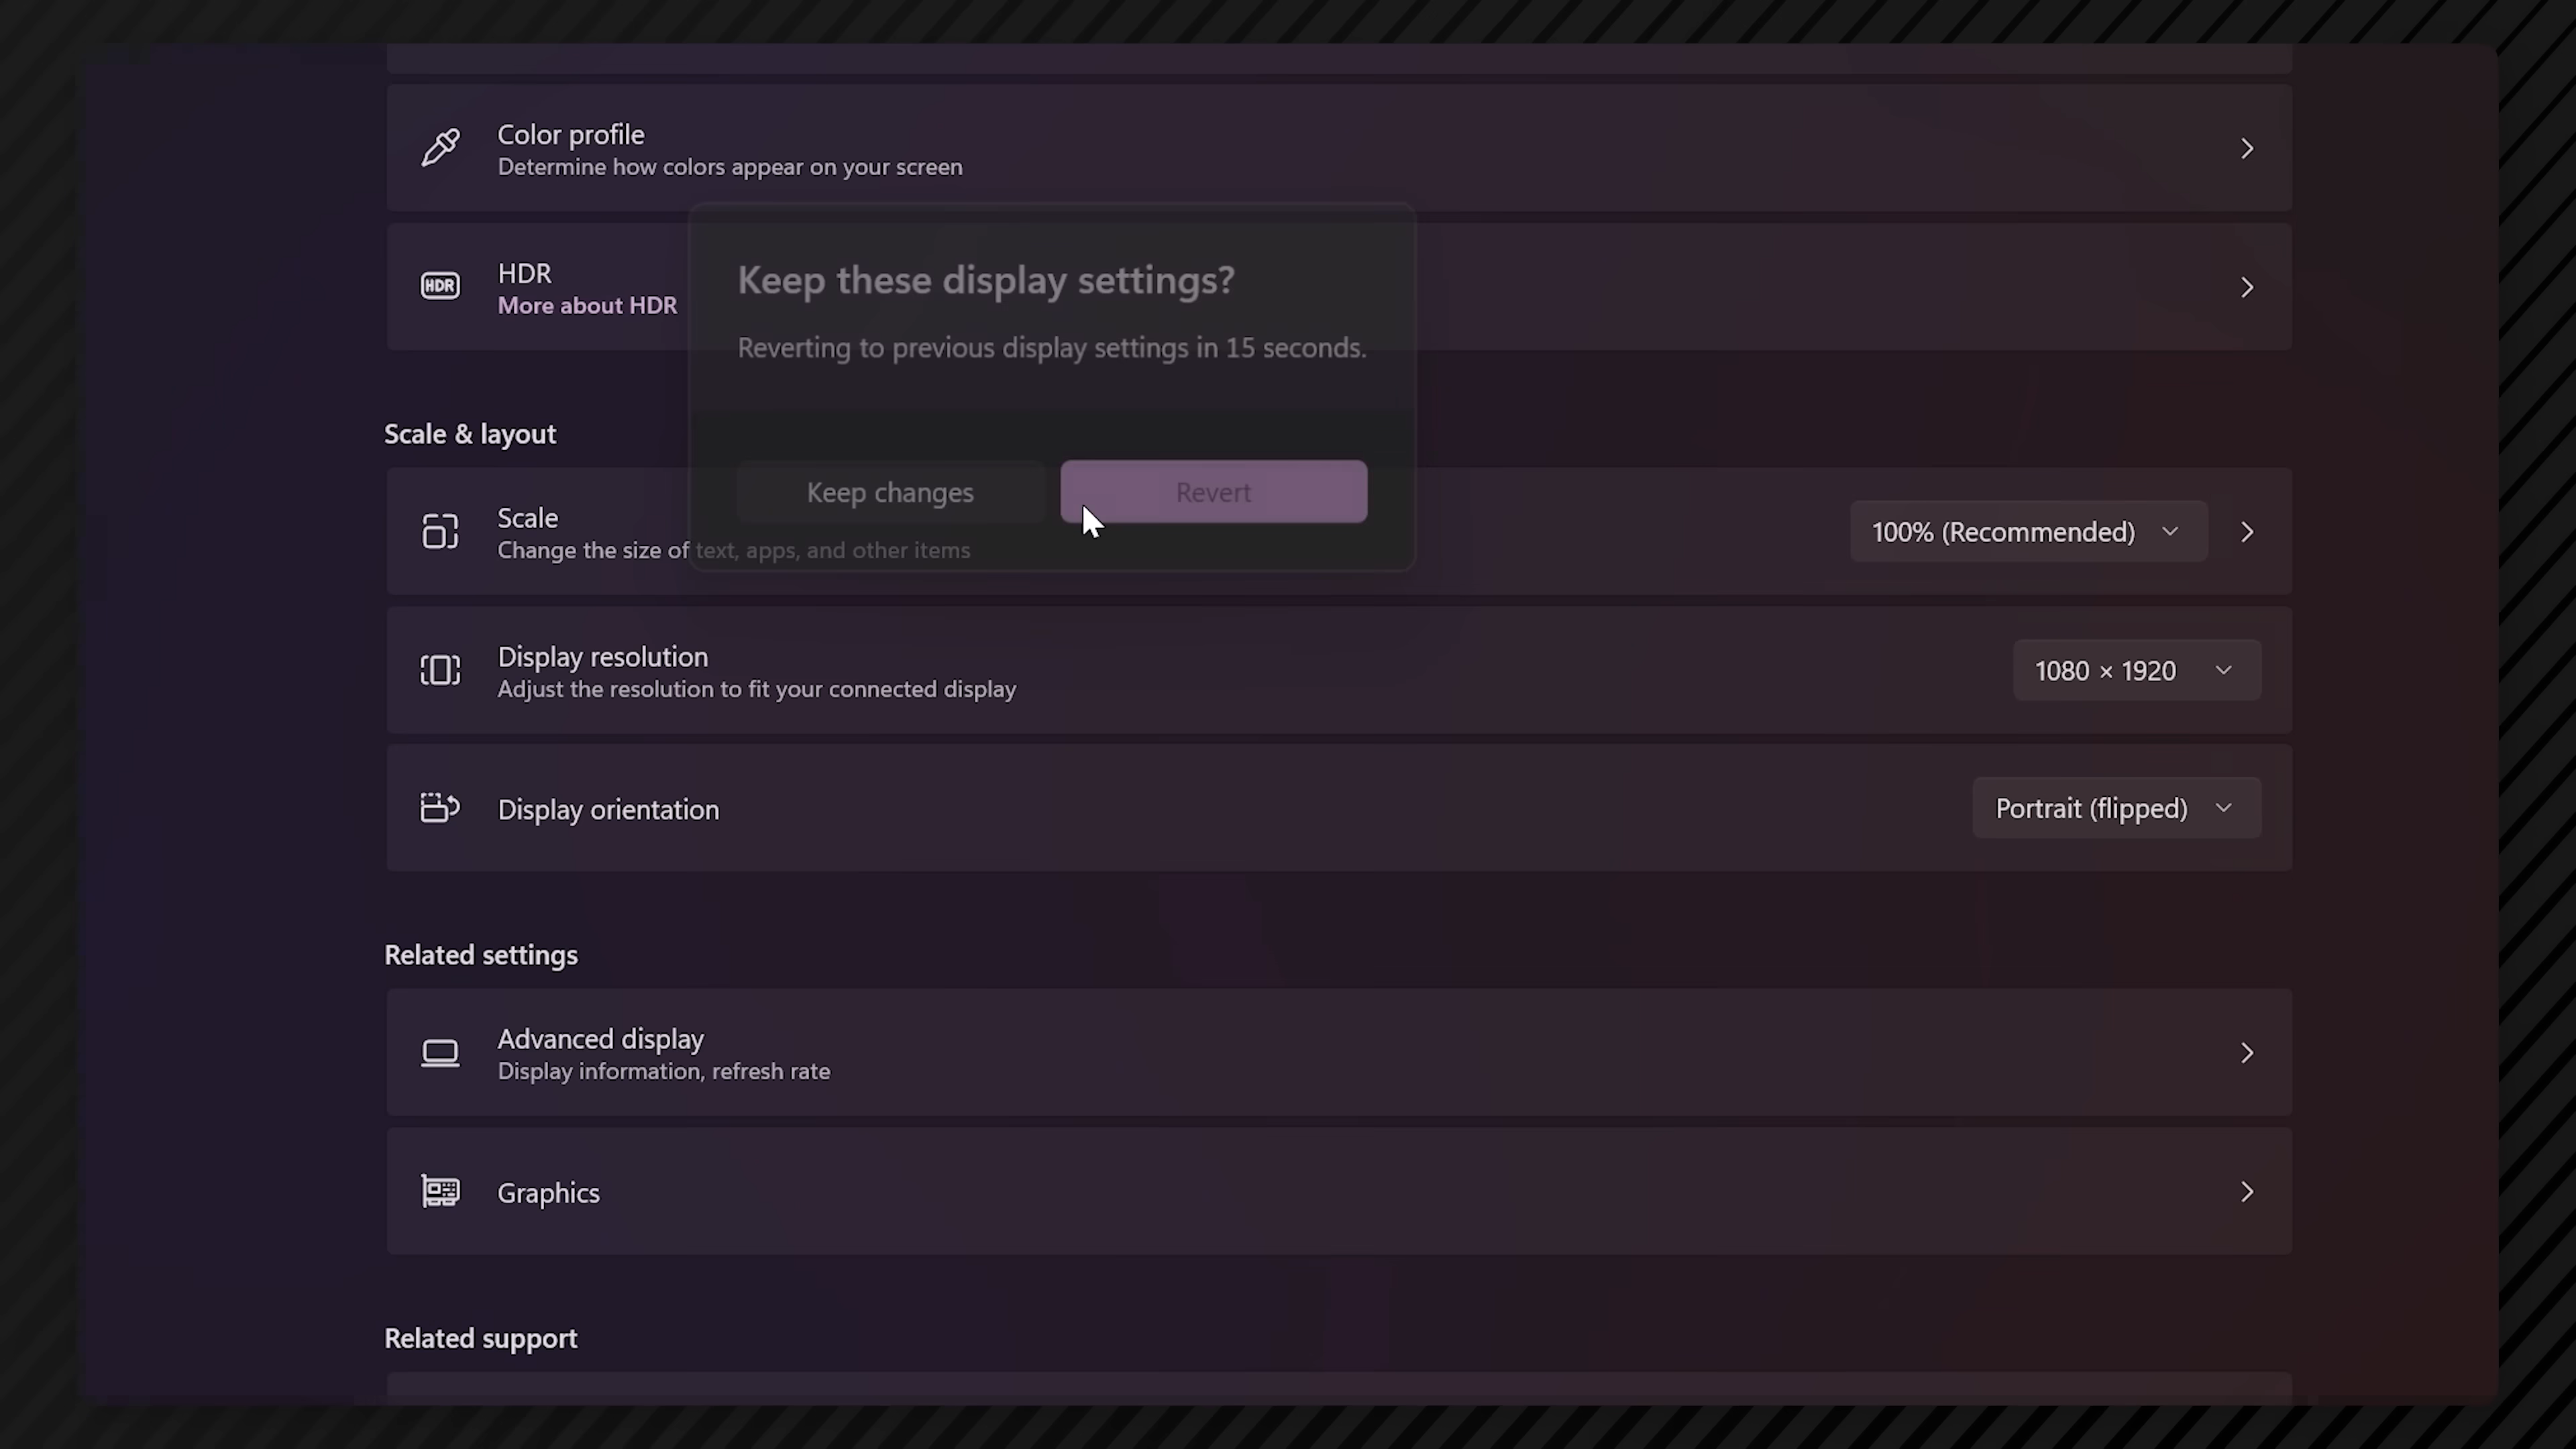 Color profile
Determine how colors appear on your screen
HDR
HDR
More about HDR
Keep these display settings?
Reverting to previous display settings in 15 seconds.
Keep changes
Revert
Scale & layout
Scale
Change the size of text, apps, and other items
100% (Recommended)
Display resolution
Adjust the resolution to fit your connected display
1080 × 1920
Display orientation
Portrait (flipped)
Related settings
Advanced display
Display information, refresh rate
Graphics
Related support